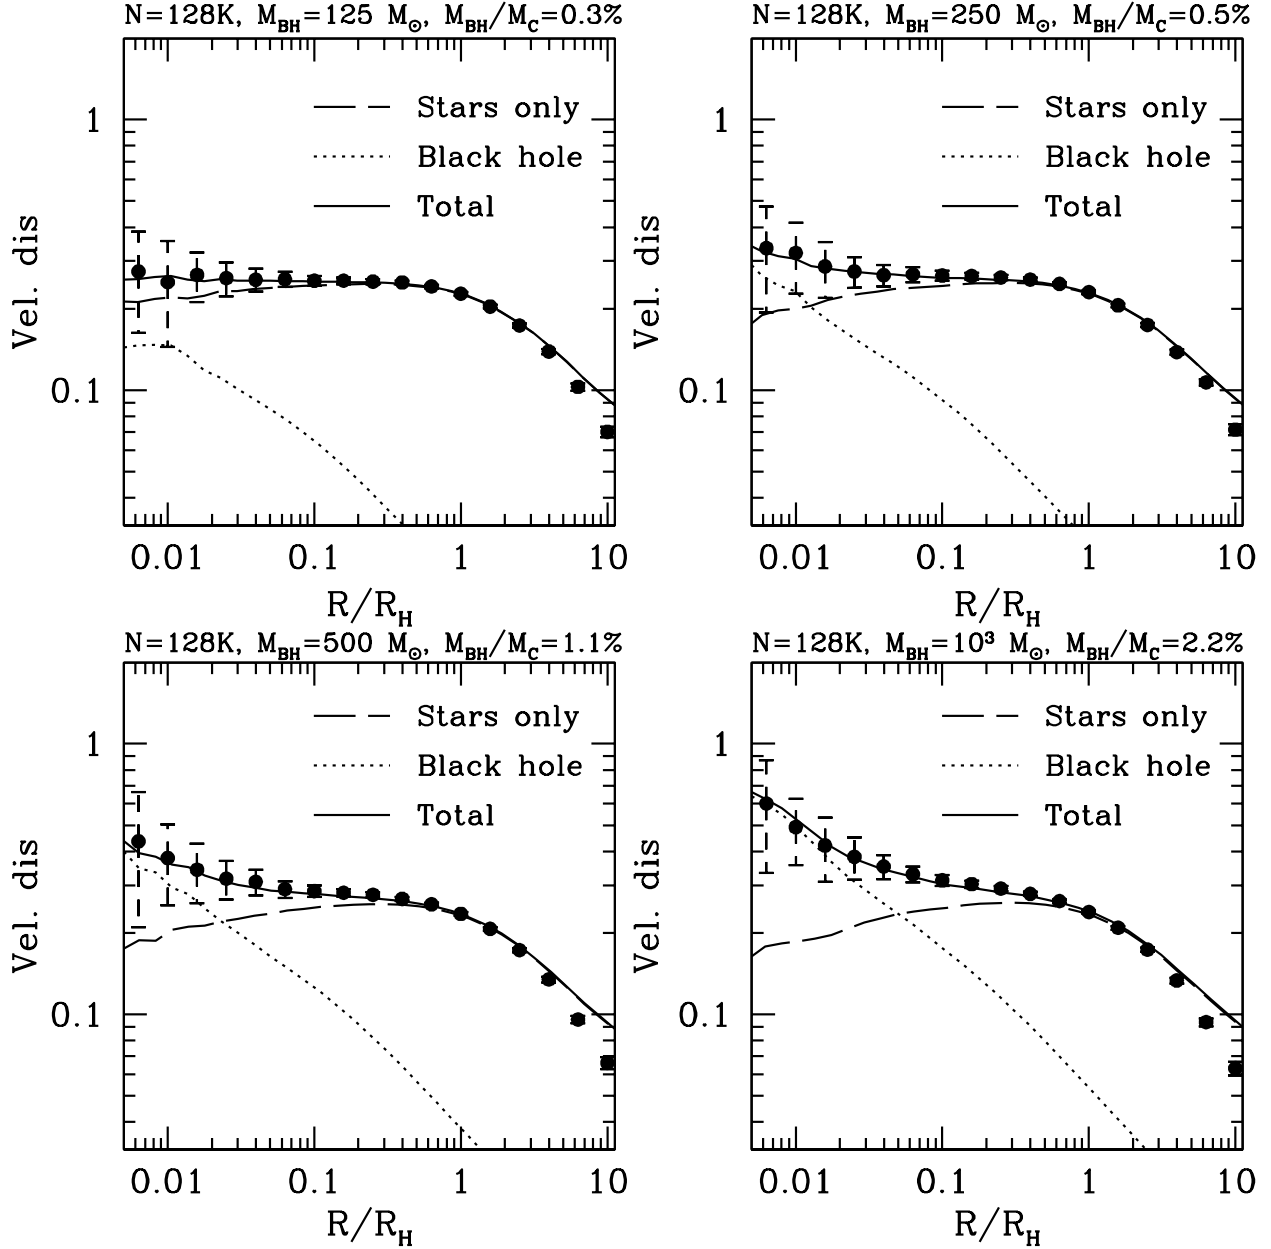 N=128K, M_BH=125 M_⊙, M_BH/M_C=0.3%
Stars only
Black hole
Total
1
0.1
Vel. dis
0.01 0.1 1 10
R/R_H
N=128K, M_BH=250 M_⊙, M_BH/M_C=0.5%
Stars only
Black hole
Total
1
0.1
Vel. dis
0.01 0.1 1 10
R/R_H
N=128K, M_BH=500 M_⊙, M_BH/M_C=1.1%
Stars only
Black hole
Total
1
0.1
Vel. dis
0.01 0.1 1 10
R/R_H
N=128K, M_BH=10³ M_⊙, M_BH/M_C=2.2%
Stars only
Black hole
Total
1
0.1
Vel. dis
0.01 0.1 1 10
R/R_H